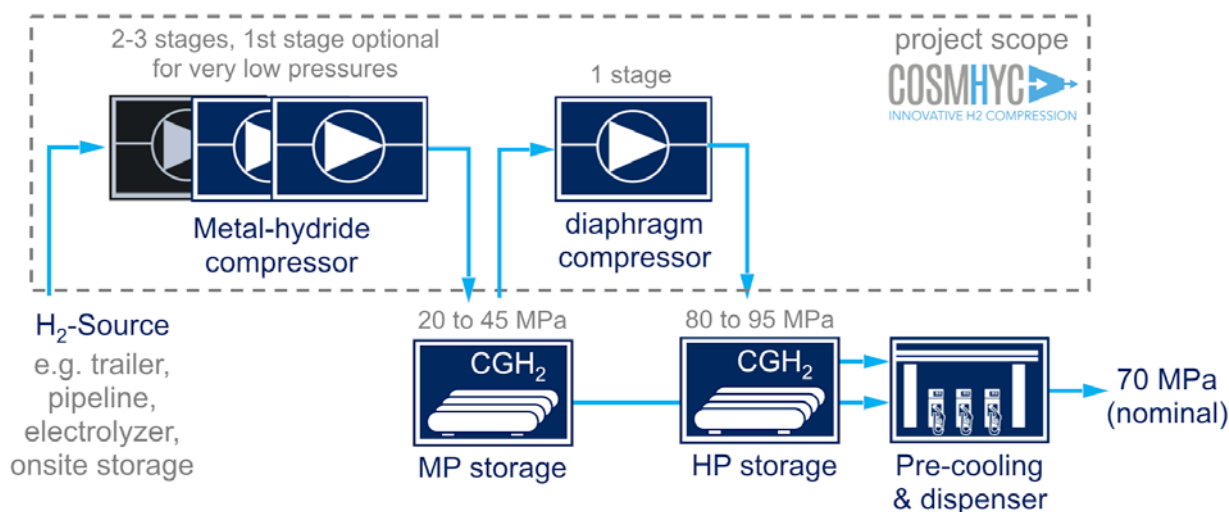 2-3 stages, 1st stage optional
for very low pressures
1 stage
project scope
COSMHYC
INNOVATIVE H2 COMPRESSION
Metal-hydride
compressor
diaphragm
compressor
H₂-Source
e.g. trailer,
pipeline,
electrolyzer,
onsite storage
20 to 45 MPa
CGH₂
MP storage
80 to 95 MPa
CGH₂
HP storage
Pre-cooling
& dispenser
70 MPa
(nominal)